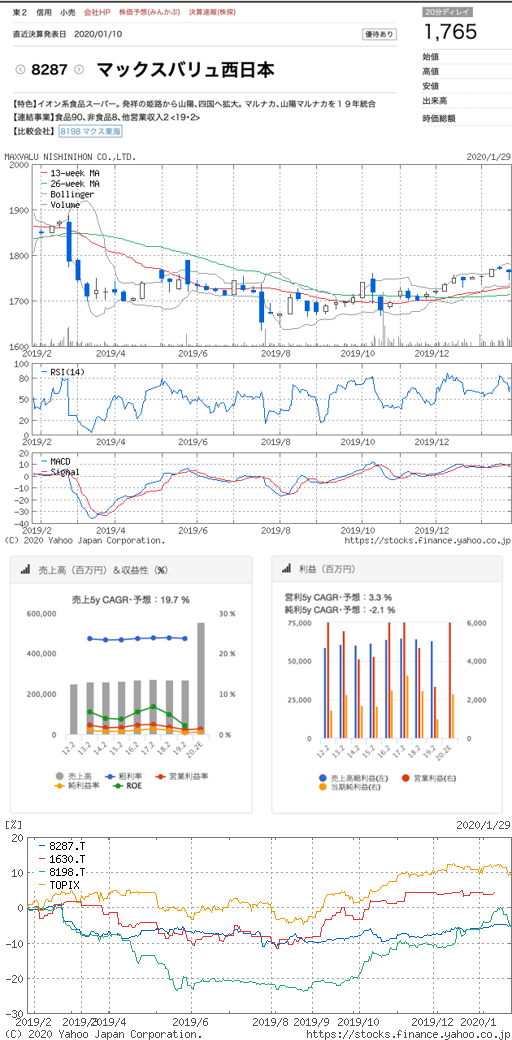 東２ 信用 小売 会社HP 株価予想(みんかぶ) 決算速報(株探)
20分ディレイ
直近決算発表日 2020/01/10
優待あり
1,765
8287 マックスバリュ西日本
始値
高値
安値
出来高
時価総額
【特色】イオン系食品スーパー。発祥の姫路から山陽、四国へ拡大。マルナカ、山陽マルナカを１９年統合
【連結事業】食品90、非食品8、他営業収入2 <19・2>
【比較会社】 8198 マクス東海
MAXVALU NISHINIHON CO.,LTD. 2020/1/29
2000
1900
1800
1700
1600
13-week MA
26-week MA
Bollinger
Volume
2019/2 2019/4 2019/6 2019/8 2019/10 2019/12
100
80
50
20
0
RSI(14)
2019/2 2019/4 2019/6 2019/8 2019/10 2019/12
20
10
0
-10
-20
-30
-40
MACD
Signal
2019/2 2019/4 2019/6 2019/8 2019/10 2019/12
(C) 2020 Yahoo Japan Corporation. https://stocks.finance.yahoo.co.jp/
売上高（百万円）＆収益性（%）
売上5y CAGR・予想：19.7 %
600,000
400,000
200,000
0
30 %
20 %
10 %
0 %
12.2 13.2 14.2 15.2 16.2 17.2 18.2 19.2 20.2E
売上高 粗利率 営業利益率
純利益率 ROE
利益（百万円）
営利5y CAGR・予想：3.3 %
純利5y CAGR・予想：-2.1 %
75,000
50,000
25,000
0
6,000
4,000
2,000
0
12.2 13.2 14.2 15.2 16.2 17.2 18.2 19.2 20.2E
売上高総利益(左) 営業利益(右)
当期純利益(右)
[%] 2020/1/29
20
10
0
-10
-20
-30
8287.T
1630.T
8198.T
TOPIX
2019/2 2019/3 2019/4 2019/6 2019/8 2019/9 2019/10 2019/12 2020/1
(C) 2020 Yahoo Japan Corporation. https://stocks.finance.yahoo.co.jp/